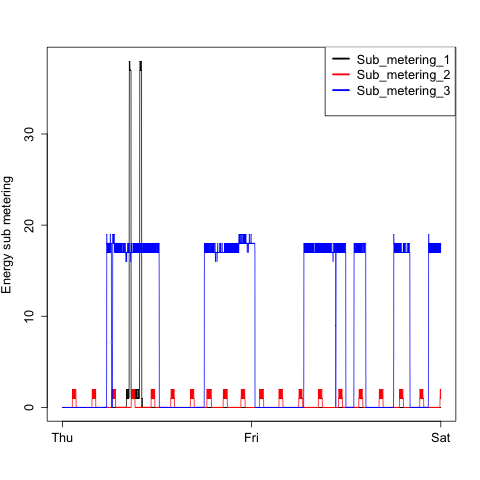 Sub_metering_1
Sub_metering_2
Sub_metering_3
Energy sub metering
30
20
10
0
Thu Fri Sat